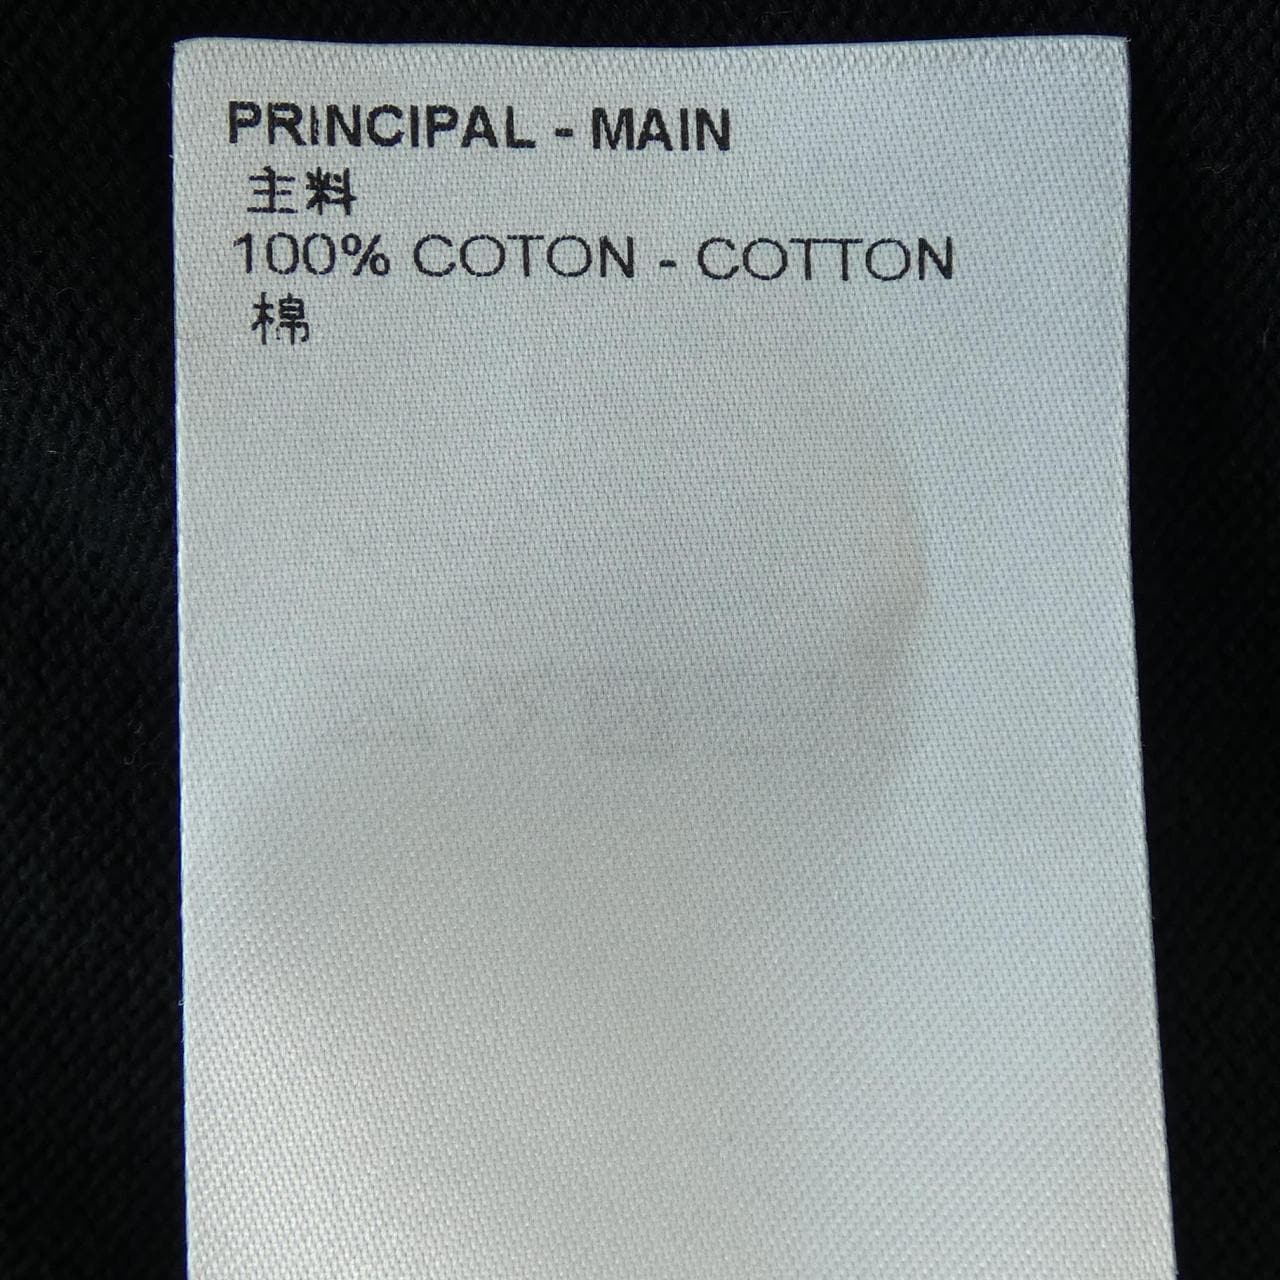 PRINCIPAL - MAIN
主料
100% COTON - COTTON
棉